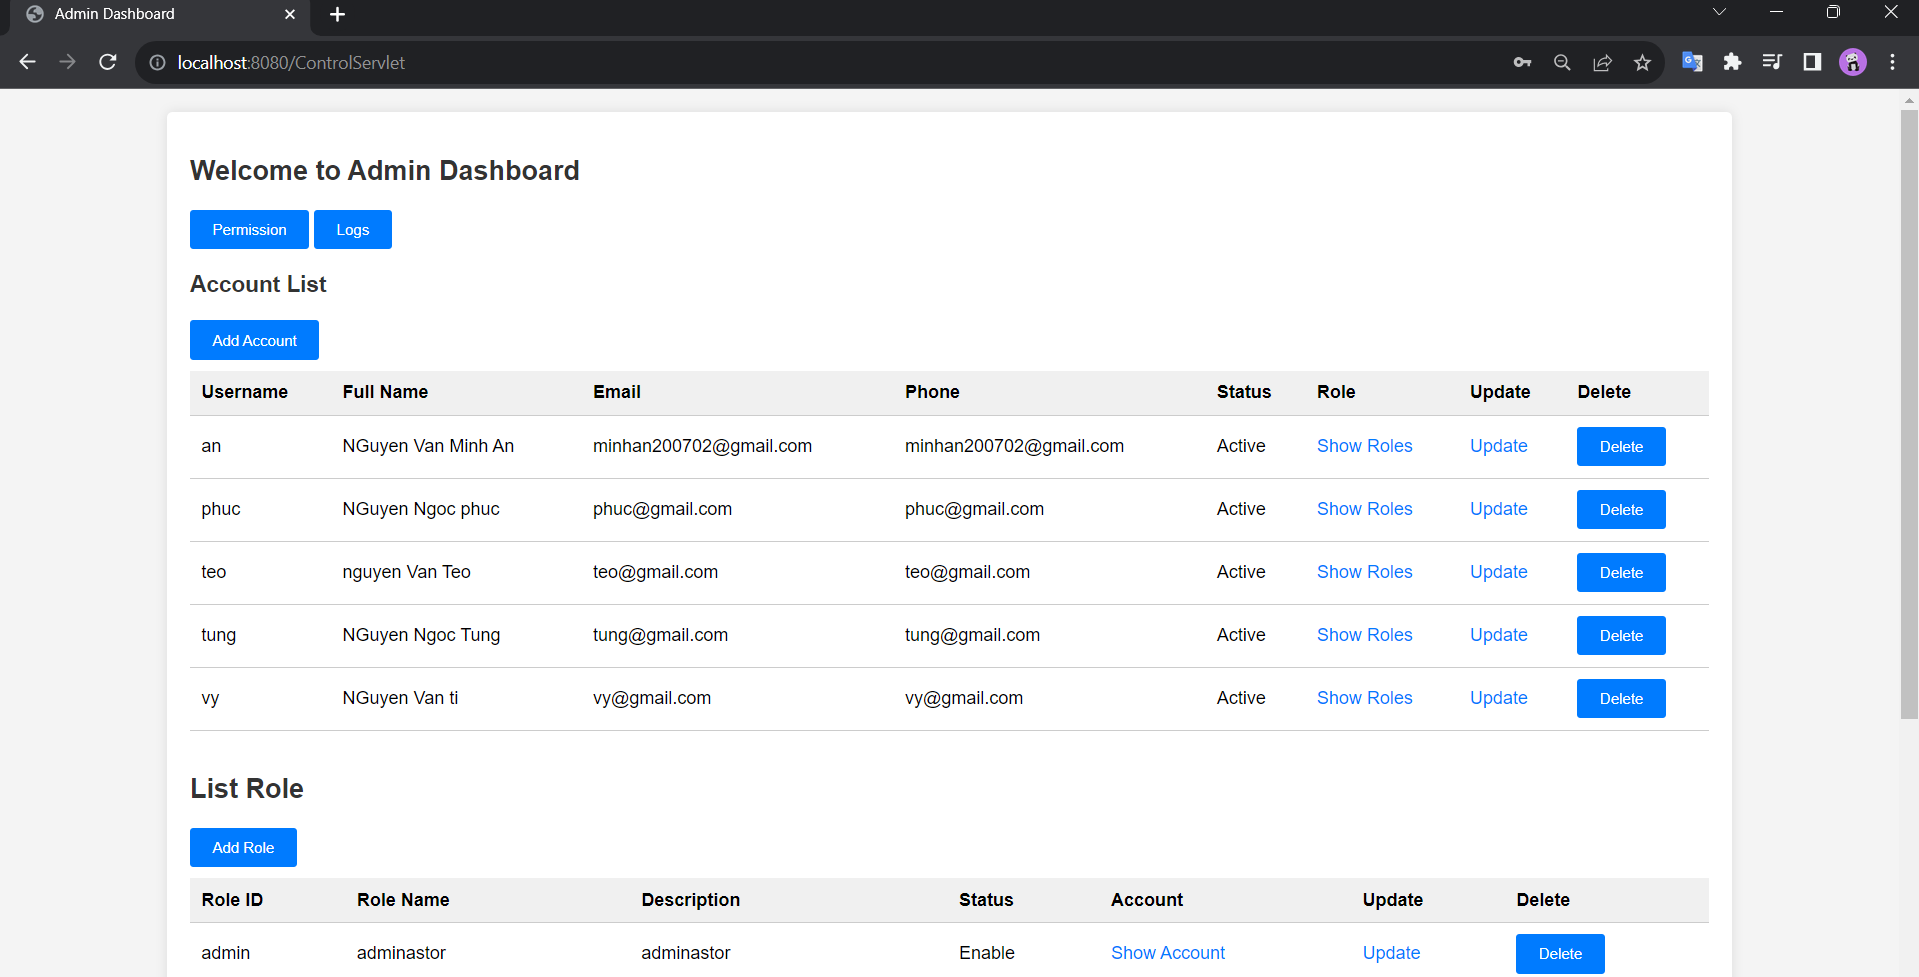 Admin Dashboard
localhost:8080/ControlServlet
Welcome to Admin Dashboard
Permission Logs
Account List
Add Account
Username Full Name Email Phone Status Role Update Delete
an NGuyen Van Minh An minhan200702@gmail.com minhan200702@gmail.com Active Show Roles Update Delete
phuc NGuyen Ngoc phuc phuc@gmail.com phuc@gmail.com Active Show Roles Update Delete
teo nguyen Van Teo teo@gmail.com teo@gmail.com Active Show Roles Update Delete
tung NGuyen Ngoc Tung tung@gmail.com tung@gmail.com Active Show Roles Update Delete
vy NGuyen Van ti vy@gmail.com vy@gmail.com Active Show Roles Update Delete
List Role
Add Role
Role ID Role Name Description Status Account Update Delete
admin adminastor adminastor Enable Show Account Update Delete